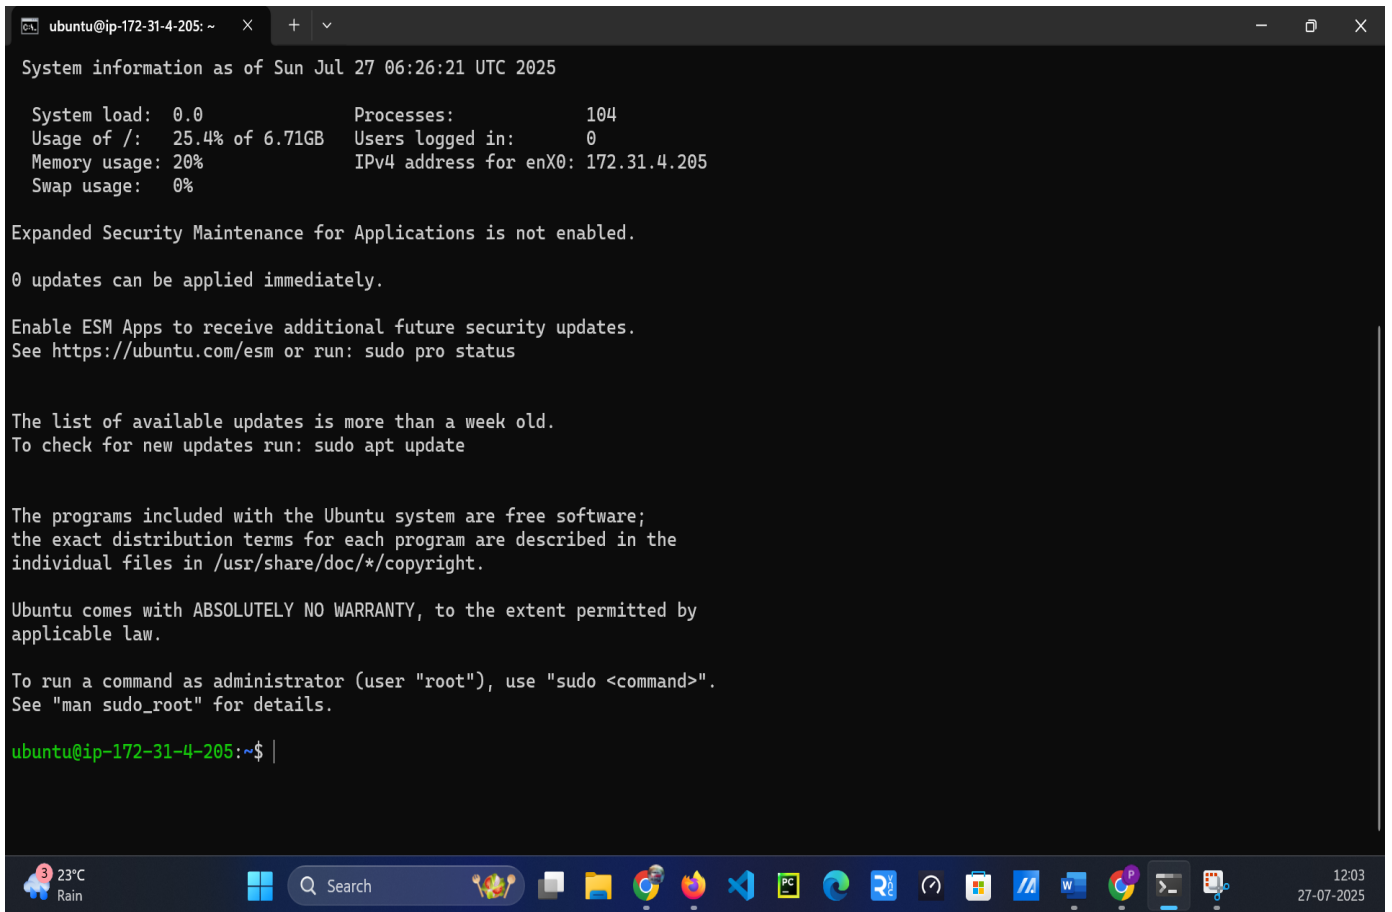 ubuntu@ip-172-31-4-205: ~
System information as of Sun Jul 27 06:26:21 UTC 2025
System load: 0.0 Processes: 104
Usage of /: 25.4% of 6.71GB Users logged in: 0
Memory usage: 20% IPv4 address for enX0: 172.31.4.205
Swap usage: 0%
Expanded Security Maintenance for Applications is not enabled.
0 updates can be applied immediately.
Enable ESM Apps to receive additional future security updates.
See https://ubuntu.com/esm or run: sudo pro status
The list of available updates is more than a week old.
To check for new updates run: sudo apt update
The programs included with the Ubuntu system are free software;
the exact distribution terms for each program are described in the
individual files in /usr/share/doc/*/copyright.
Ubuntu comes with ABSOLUTELY NO WARRANTY, to the extent permitted by
applicable law.
To run a command as administrator (user "root"), use "sudo <command>".
See "man sudo_root" for details.
ubuntu@ip-172-31-4-205:~$
3 23°C
Rain
Search
PC
W
P
12:03
27-07-2025